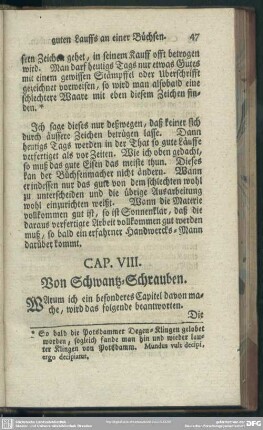 guten Lauffs an einer Büchsen. 47
sern Zeichen gehet, in seinem Kauff offt betrogen
wird. Man darf heutigs Tags nur etwas Gutes
mit einem gewissen Stämpffel oder Uberschrifft
gezeichnet vorweisen, so wird man alsobald eine
schlechtere Waare mit eben diesem Zeichen fin-
den. *
Ich sage dieses nur deßwegen, daß keiner sich
durch äussere Zeichen betrügen lasse. Dann
heutigs Tags werden in der That so gute Läuffe
verfertiget als vor Zeiten. Wie ich oben gedacht,
so muß das gute Eisen das meiste thun. Dieses
kan der Büchsenmacher nicht ändern. Wann
er indessen nur das gute von dem schlechten wohl
zu unterscheiden und die übrige Ausarbeitung
wohl einzurichten weißt. Wann die Materie
vollkommen gut ist, so ist Sonnenklar, daß die
daraus verfertigte Arbeit vollkommen gut werden
muß, so bald ein erfahrner Handwercks-Mann
darüber kommt.
CAP. VIII.
Von Schwantz-Schrauben.
Warum ich ein besonderes Capitel davon ma-
che, wird das folgende beantworten.
Die
* So bald die Potsdammer Degen-Klingen gelobet
worden, sogleich fande man hin und wieder lau-
ter Klingen von Potsdamm. Mundus vult decipi,
ergo decipiatur.